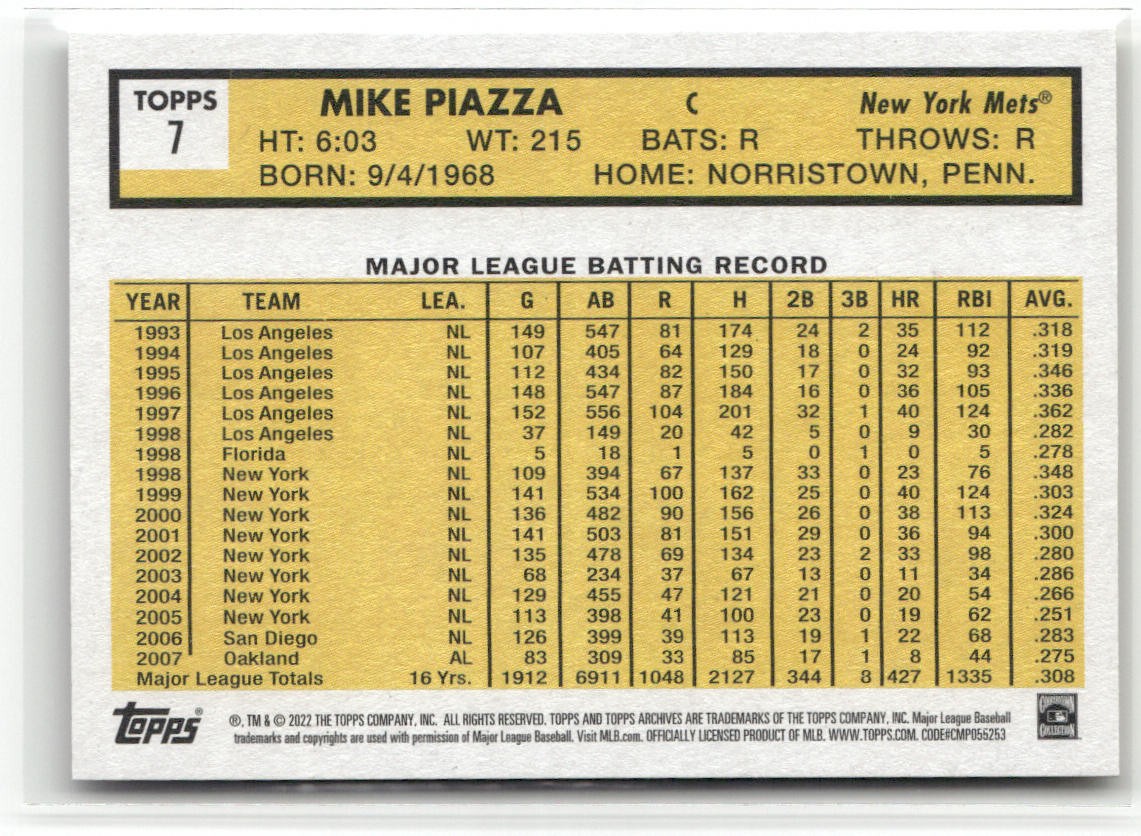 TOPPS MIKE PIAZZA C New York Mets®
7 HT: 6:03 WT: 215 BATS: R THROWS: R
BORN: 9/4/1968 HOME: NORRISTOWN, PENN.
MAJOR LEAGUE BATTING RECORD
YEAR TEAM LEA. G AB R H 2B 3B HR RBI AVG.
1993 Los Angeles NL 149 547 81 174 24 2 35 112 .318
1994 Los Angeles NL 107 405 64 129 18 0 24 92 .319
1995 Los Angeles NL 112 434 82 150 17 0 32 93 .346
1996 Los Angeles NL 148 547 87 184 16 0 36 105 .336
1997 Los Angeles NL 152 556 104 201 32 1 40 124 .362
1998 Los Angeles NL 37 149 20 42 5 0 9 30 .282
1998 Florida NL 5 18 1 5 0 1 0 5 .278
1998 New York NL 109 394 67 137 33 0 23 76 .348
1999 New York NL 141 534 100 162 25 0 40 124 .303
2000 New York NL 136 482 90 156 26 0 38 113 .324
2001 New York NL 141 503 81 151 29 0 36 94 .300
2002 New York NL 135 478 69 134 23 2 33 98 .280
2003 New York NL 68 234 37 67 13 0 11 34 .286
2004 New York NL 129 455 47 121 21 0 20 54 .266
2005 New York NL 113 398 41 100 23 0 19 62 .251
2006 San Diego NL 126 399 39 113 19 1 22 68 .283
2007 Oakland AL 83 309 33 85 17 1 8 44 .275
Major League Totals 16 Yrs. 1912 6911 1048 2127 344 8 427 1335 .308
topps® ®, TM & © 2022 THE TOPPS COMPANY, INC. ALL RIGHTS RESERVED. TOPPS AND TOPPS ARCHIVES ARE TRADEMARKS OF THE TOPPS COMPANY, INC. Major League Baseball
trademarks and copyrights are used with permission of Major League Baseball. Visit MLB.com. OFFICIALLY LICENSED PRODUCT OF MLB. WWW.TOPPS.COM. CODE#CMP055253
COOPERSTOWN
COLLECTION